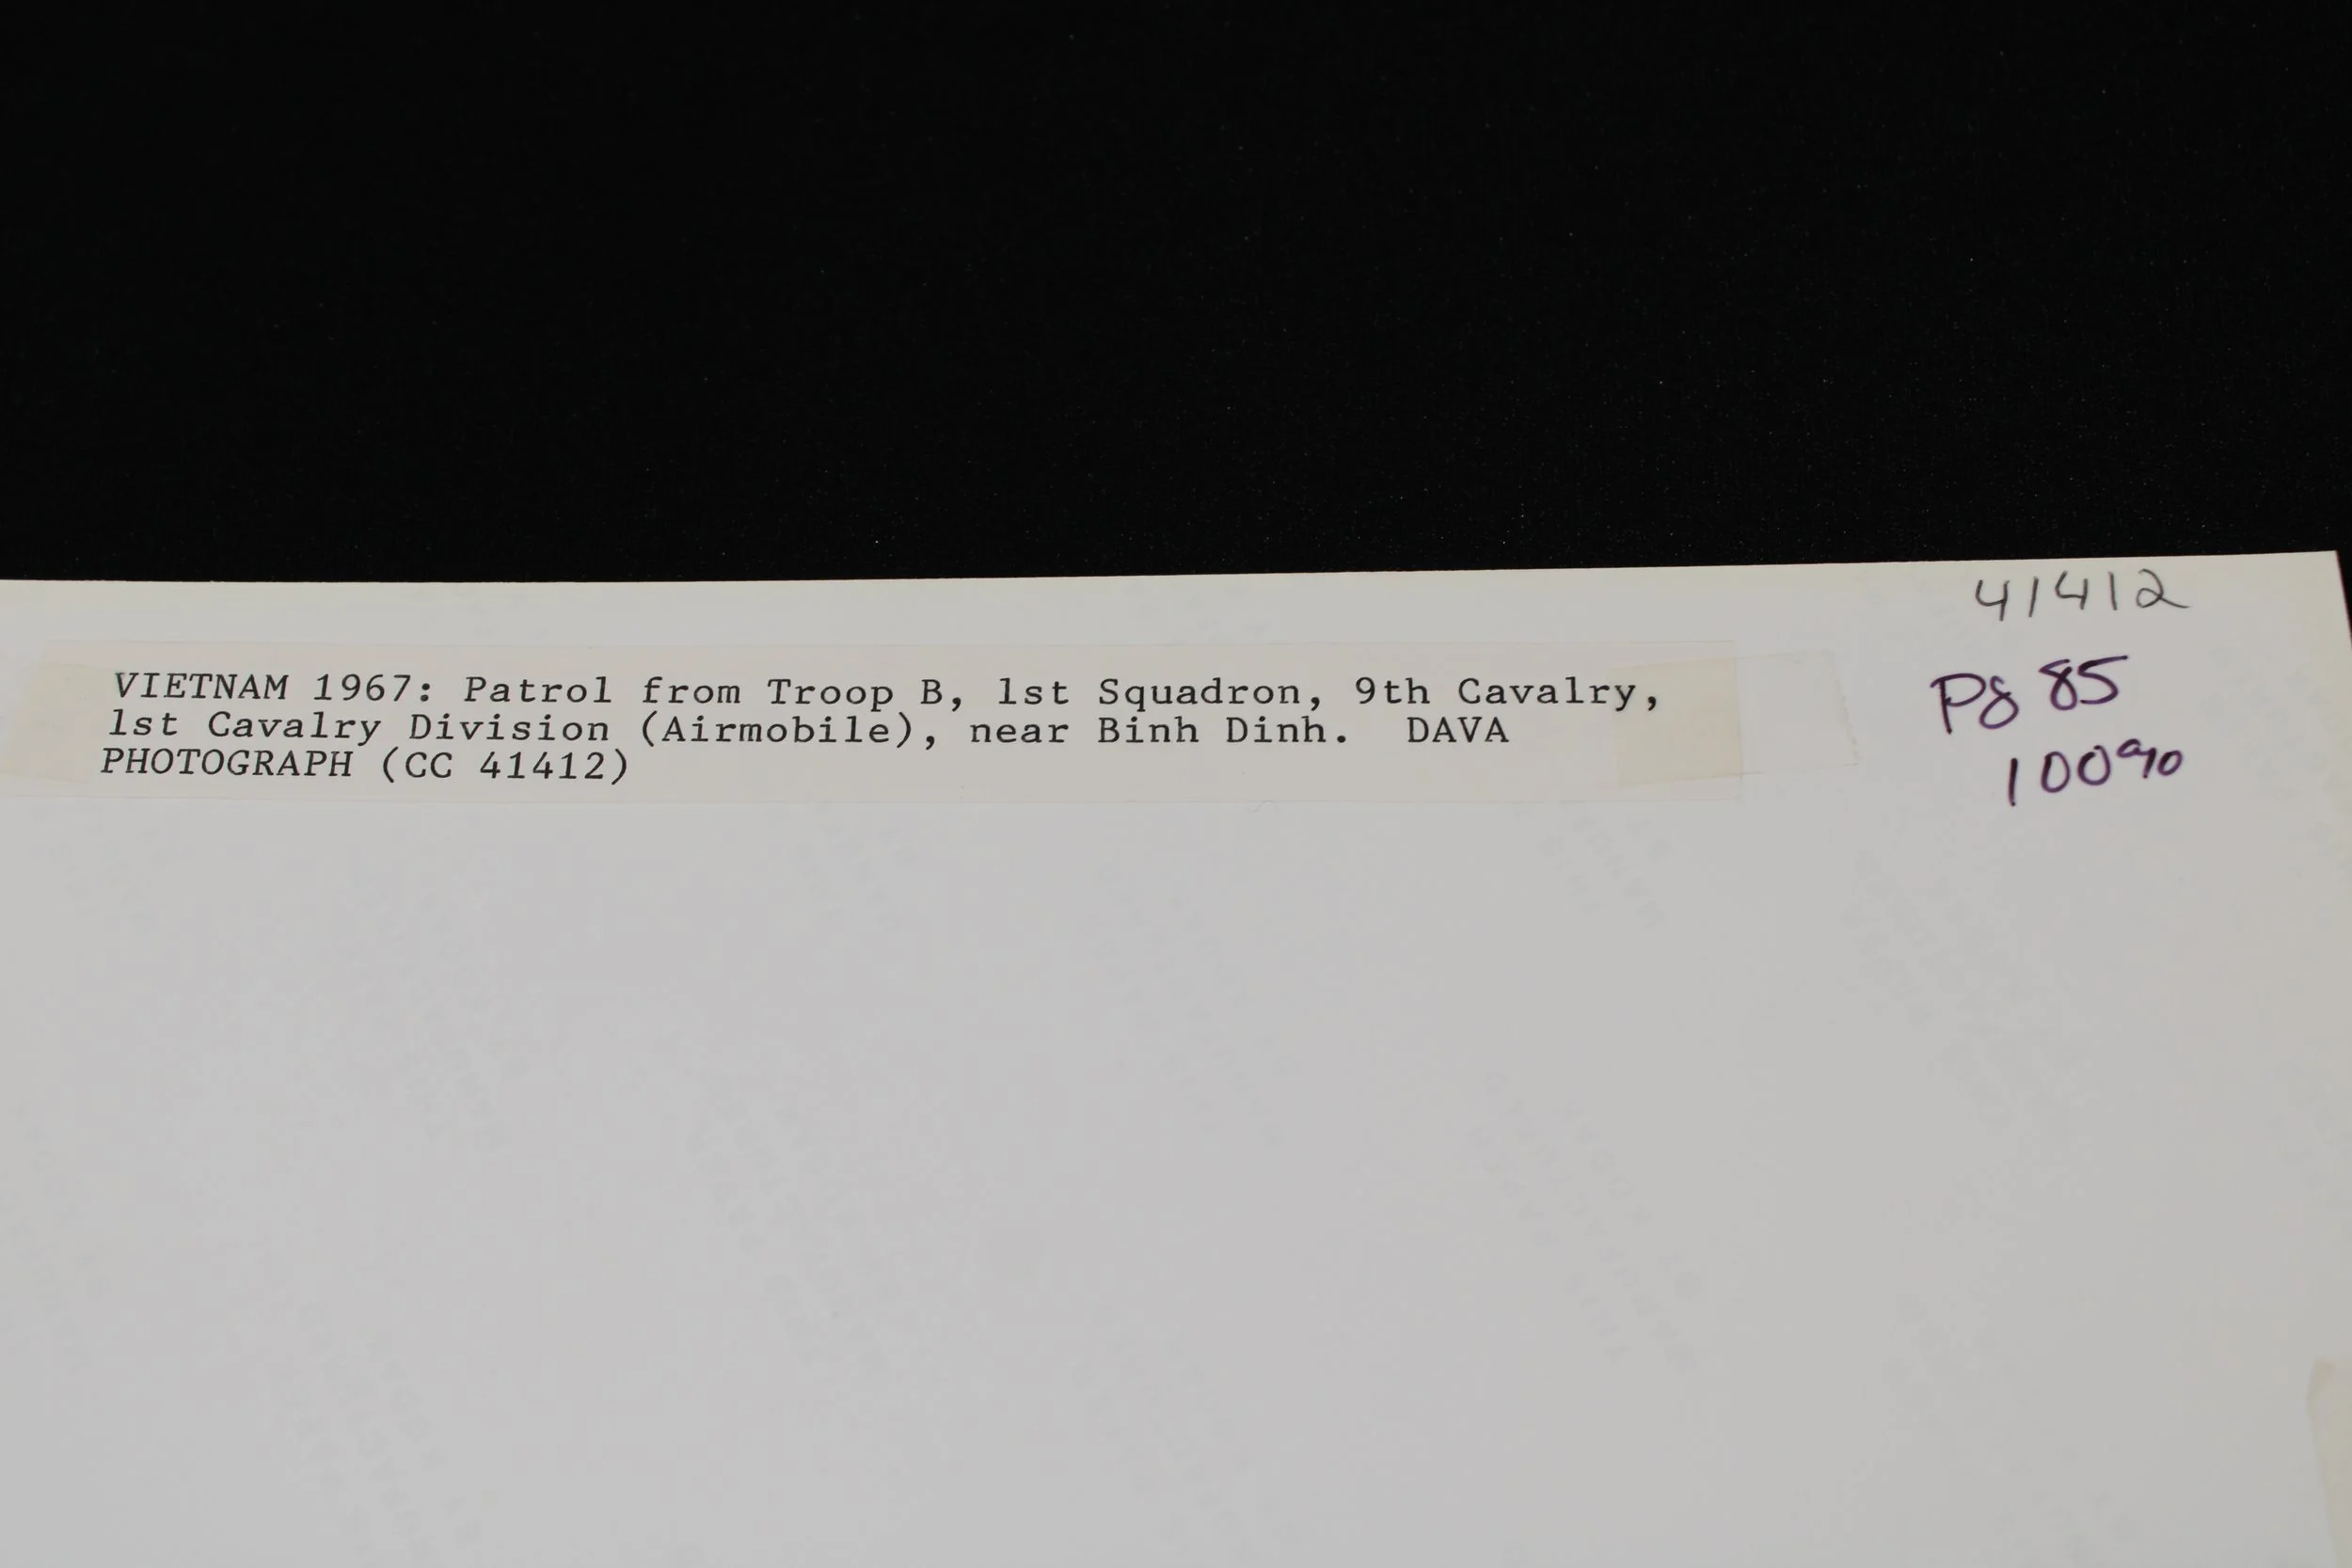 41412
VIETNAM 1967: Patrol from Troop B, 1st Squadron, 9th Cavalry,
1st Cavalry Division (Airmobile), near Binh Dinh. DAVA
PHOTOGRAPH (CC 41412)
Pg 85
100%